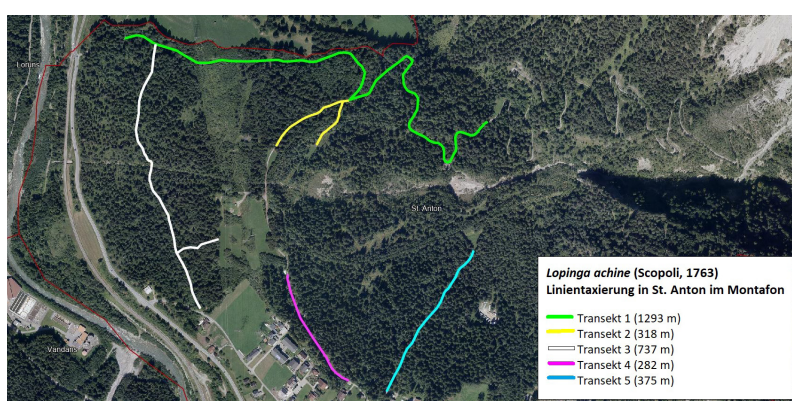 Lorüns
St. Anton
Vandans
Lopinga achine (Scopoli, 1763)
Linientaxierung in St. Anton im Montafon
Transekt 1 (1293 m)
Transekt 2 (318 m)
Transekt 3 (737 m)
Transekt 4 (282 m)
Transekt 5 (375 m)